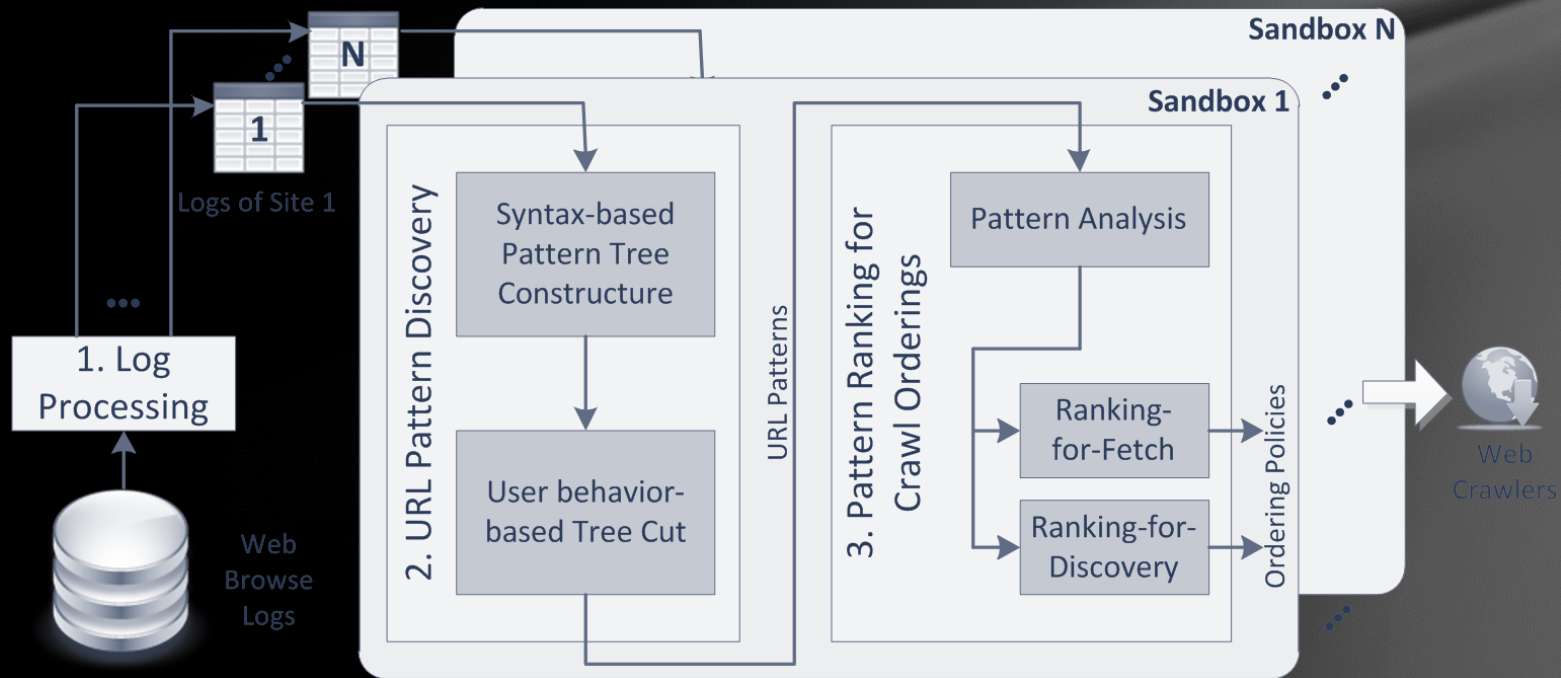 Sandbox N
N
Sandbox 1
1
Logs of Site 1
...
1. Log
Processing
Web
Browse
Logs
2. URL Pattern Discovery
Syntax-based
Pattern Tree
Constructure
User behavior-
based Tree Cut
URL Patterns
3. Pattern Ranking for
Crawl Orderings
Pattern Analysis
Ranking-
for-Fetch
Ranking-for-
Discovery
Ordering Policies
Web
Crawlers